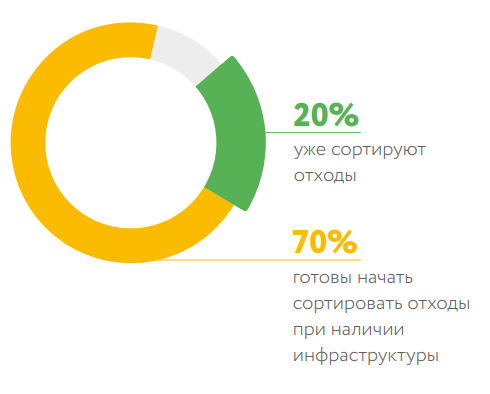 20%
уже сортируют
отходы
70%
готовы начать
сортировать отходы
при наличии
инфраструктуры